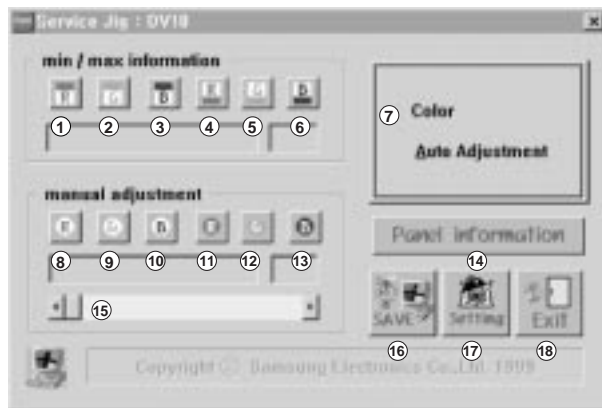 Service Jig : DV18
min / max information
R G B R G B
1 2 3 4 5 6
7
Color
Auto Adjustment
manual adjustment
R G B
8 9 10 11 12 13
Panel information
14
15
SAVE Setting Exit
16 17 18
Copyright (C) Samsung Electronics Co.,Ltd. 1999